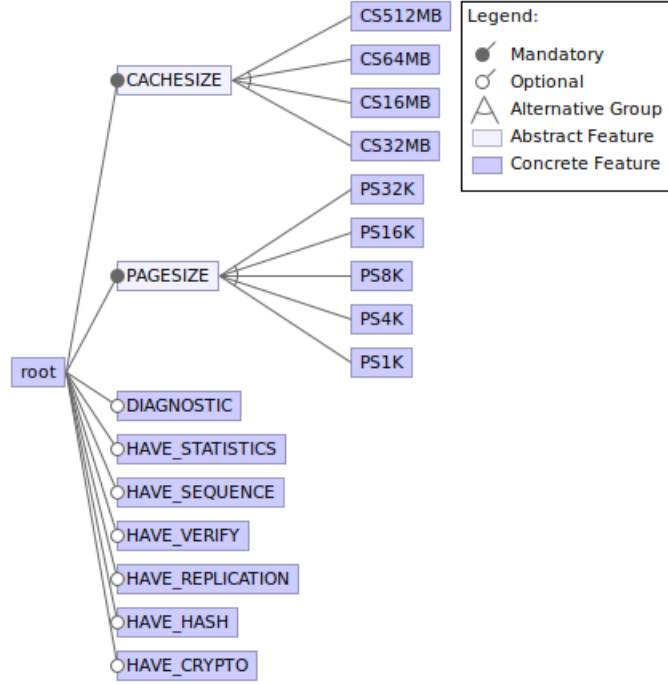 CS512MB
CS64MB
CACHESIZE
CS16MB
CS32MB
PS32K
PS16K
PAGESIZE
PS8K
PS4K
PS1K
root
DIAGNOSTIC
HAVE_STATISTICS
HAVE_SEQUENCE
HAVE_VERIFY
HAVE_REPLICATION
HAVE_HASH
HAVE_CRYPTO
Legend:
Mandatory
Optional
Alternative Group
Abstract Feature
Concrete Feature